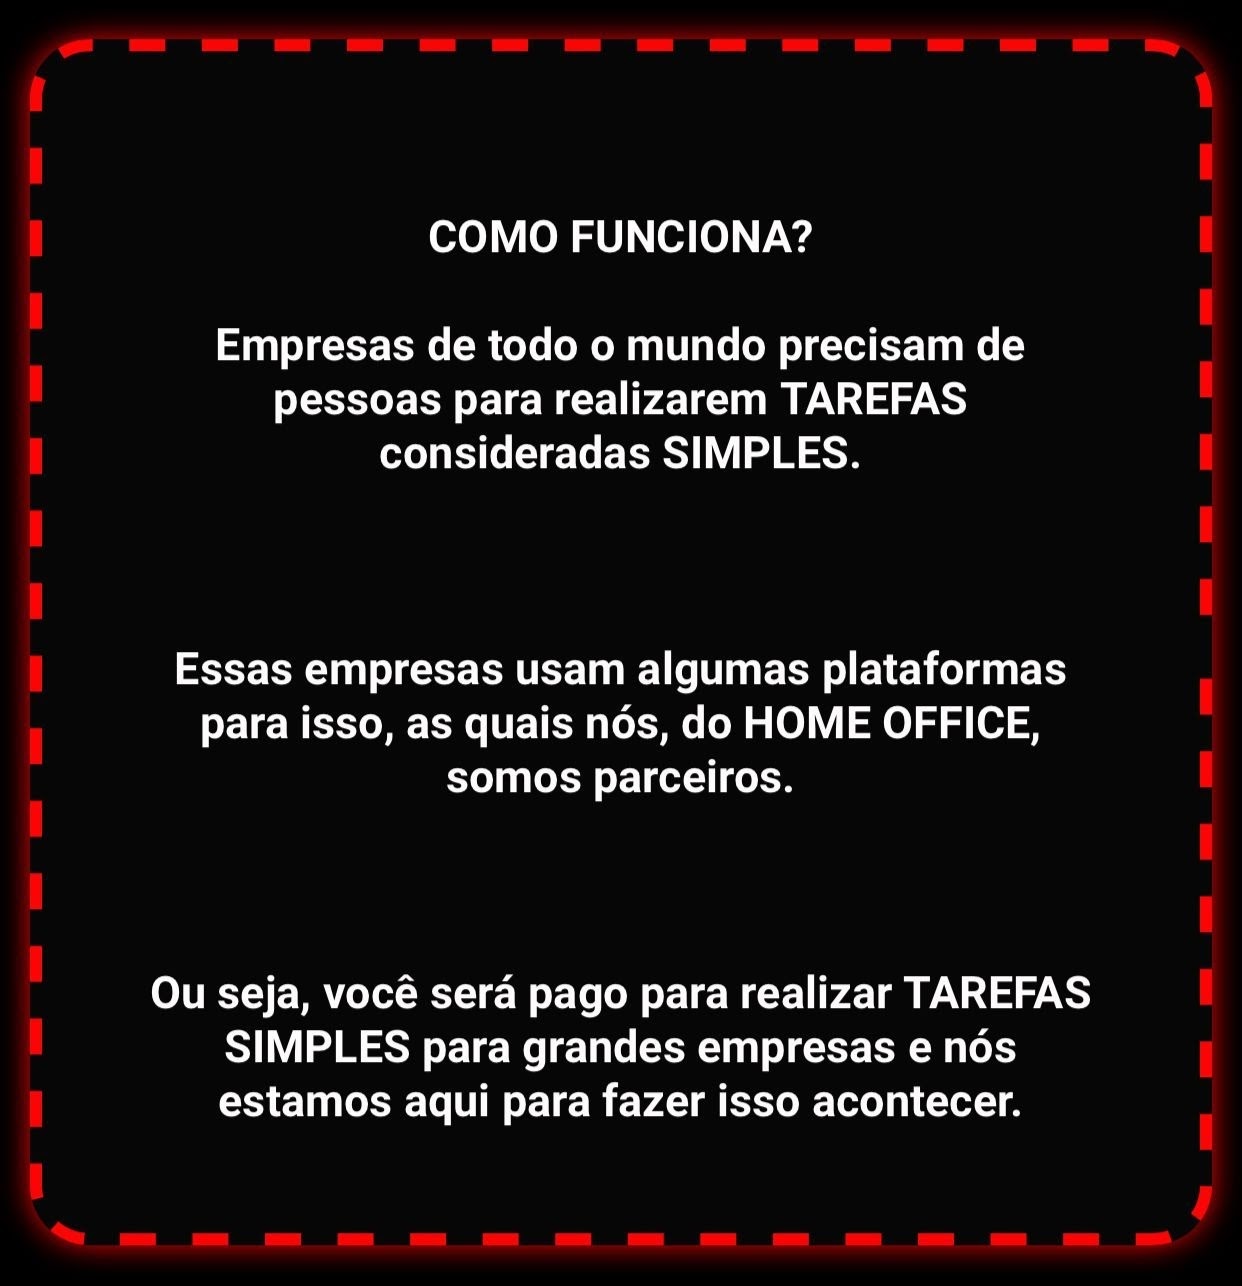 COMO FUNCIONA?
Empresas de todo o mundo precisam de
pessoas para realizarem TAREFAS
consideradas SIMPLES.
Essas empresas usam algumas plataformas
para isso, as quais nós, do HOME OFFICE,
somos parceiros.
Ou seja, você será pago para realizar TAREFAS
SIMPLES para grandes empresas e nós
estamos aqui para fazer isso acontecer.